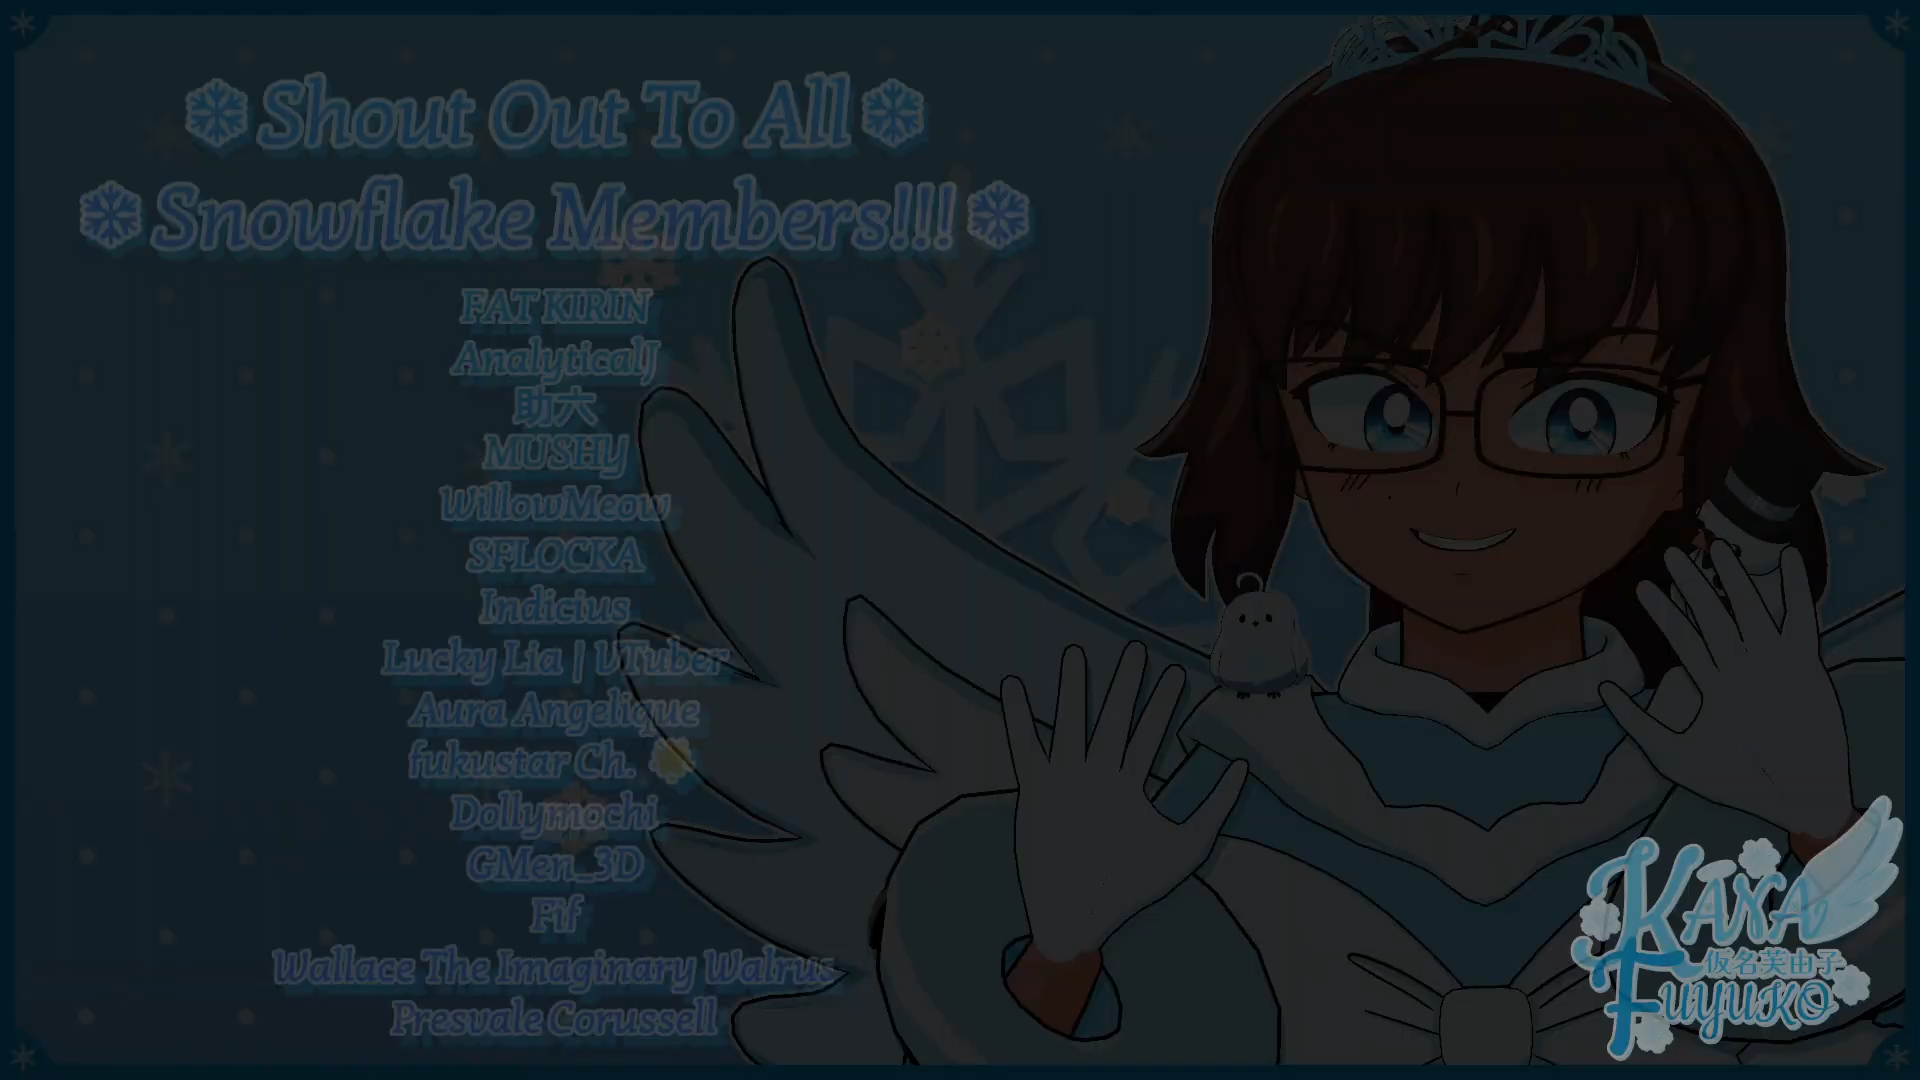 Shout Out To All
Snowflake Members!!!
FAT KIRIN
AnalyticalJ
助六
MUSHY
WillowMeow
SFLOCKA
Indicius
Lucky Lia | VTuber
Aura Angelique
fukustar Ch.
Dollymochi
GMen_3D
Fif
Wallace The Imaginary Walrus
Presvale Corussell
KANA
仮名芙由子
FUYUKO